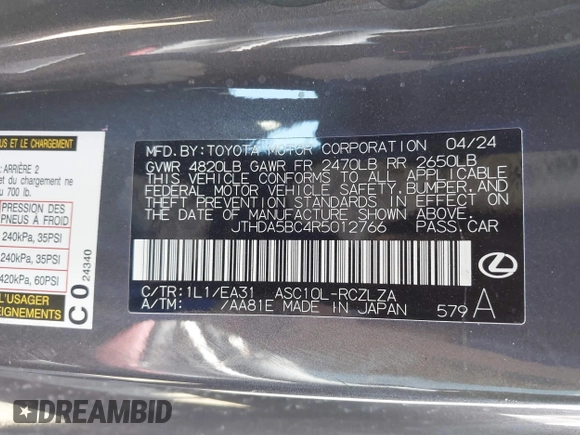 ET LE CHARGEMENT
: ARRIÈRE 2
et du chargement ne
u 700 lb.
PRESSION DES
PNEUS À FROID
240kPa, 35PSI
240kPa, 35PSI
420kPa, 60PSI
L'USAGER
NSEIGNEMENTS
C0 24340
MFD. BY: TOYOTA MOTOR CORPORATION 04/24
GVWR 4820LB GAWR FR 2470LB RR 2650LB
THIS VEHICLE CONFORMS TO ALL APPLICABLE
FEDERAL MOTOR VEHICLE SAFETY, BUMPER, AND
THEFT PREVENTION STANDARDS IN EFFECT ON
THE DATE OF MANUFACTURE SHOWN ABOVE.
JTHDA5BC4R5012766 PASS.CAR
C/TR:1L1/EA31 ASC10L-RCZLZA
A/TM: /AA81E MADE IN JAPAN 579 A
DREAMBID